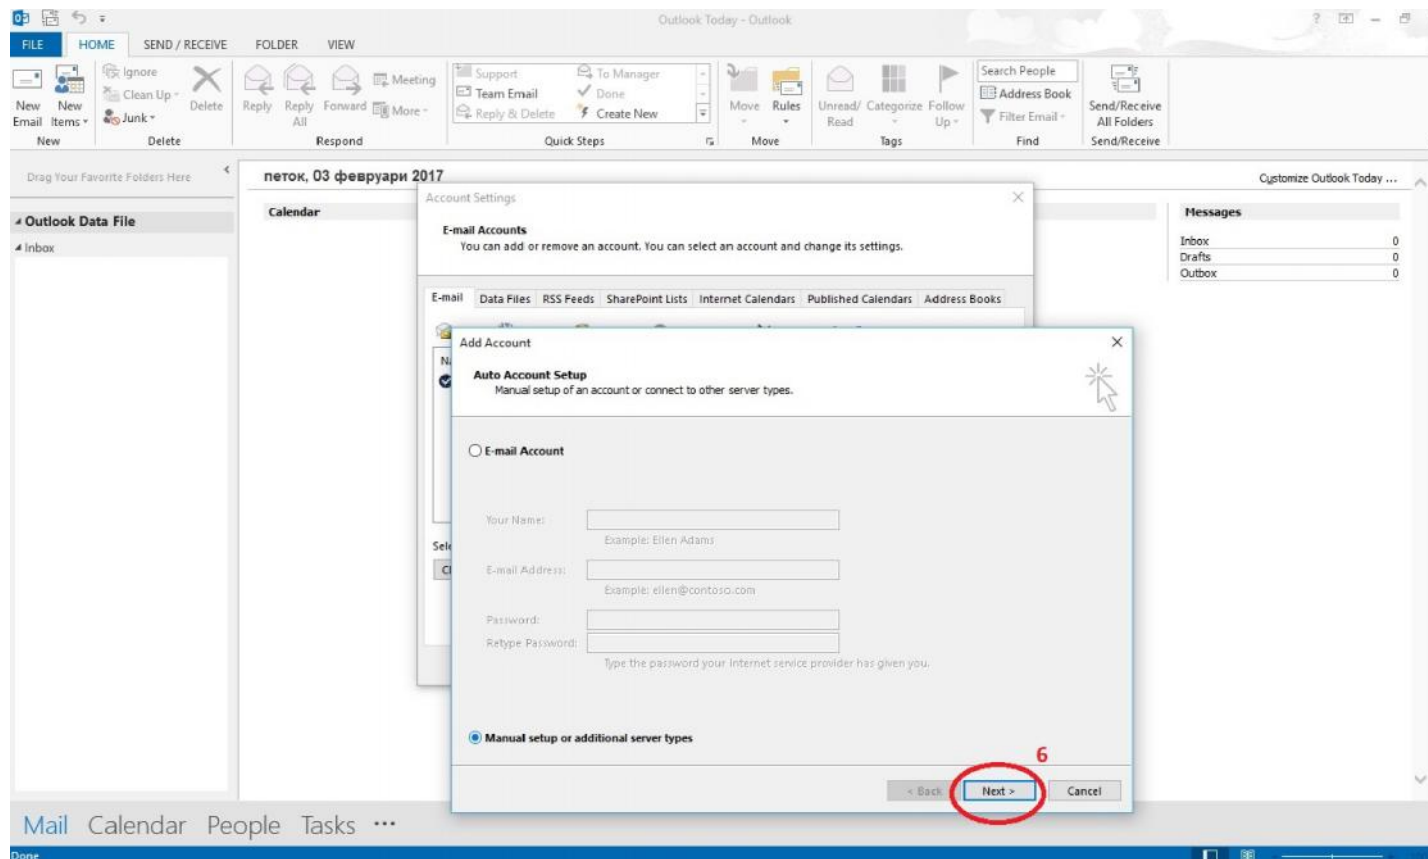 Outlook Today - Outlook
FILE HOME SEND / RECEIVE FOLDER VIEW
Ignore
Clean Up
Junk
Delete
New Email
New Items
Reply
Reply All
Forward
Meeting
More
Support
Team Email
Reply & Delete
To Manager
Done
Create New
Move
Rules
Unread/ Read
Categorize
Follow Up
Search People
Address Book
Filter Email
Send/Receive All Folders
New Delete Respond Quick Steps Move Tags Find Send/Receive
Drag Your Favorite Folders Here
Outlook Data File
Inbox
петок, 03 февруари 2017
Customize Outlook Today ...
Calendar
Messages
Inbox 0
Drafts 0
Outbox 0
Account Settings
E-mail Accounts
You can add or remove an account. You can select an account and change its settings.
E-mail Data Files RSS Feeds SharePoint Lists Internet Calendars Published Calendars Address Books
Add Account
Auto Account Setup
Manual setup of an account or connect to other server types.
E-mail Account
Your Name:
Example: Ellen Adams
E-mail Address:
Example: ellen@contoso.com
Password:
Retype Password:
Type the password your Internet service provider has given you.
Manual setup or additional server types
6
< Back Next > Cancel
Mail Calendar People Tasks ...
Done